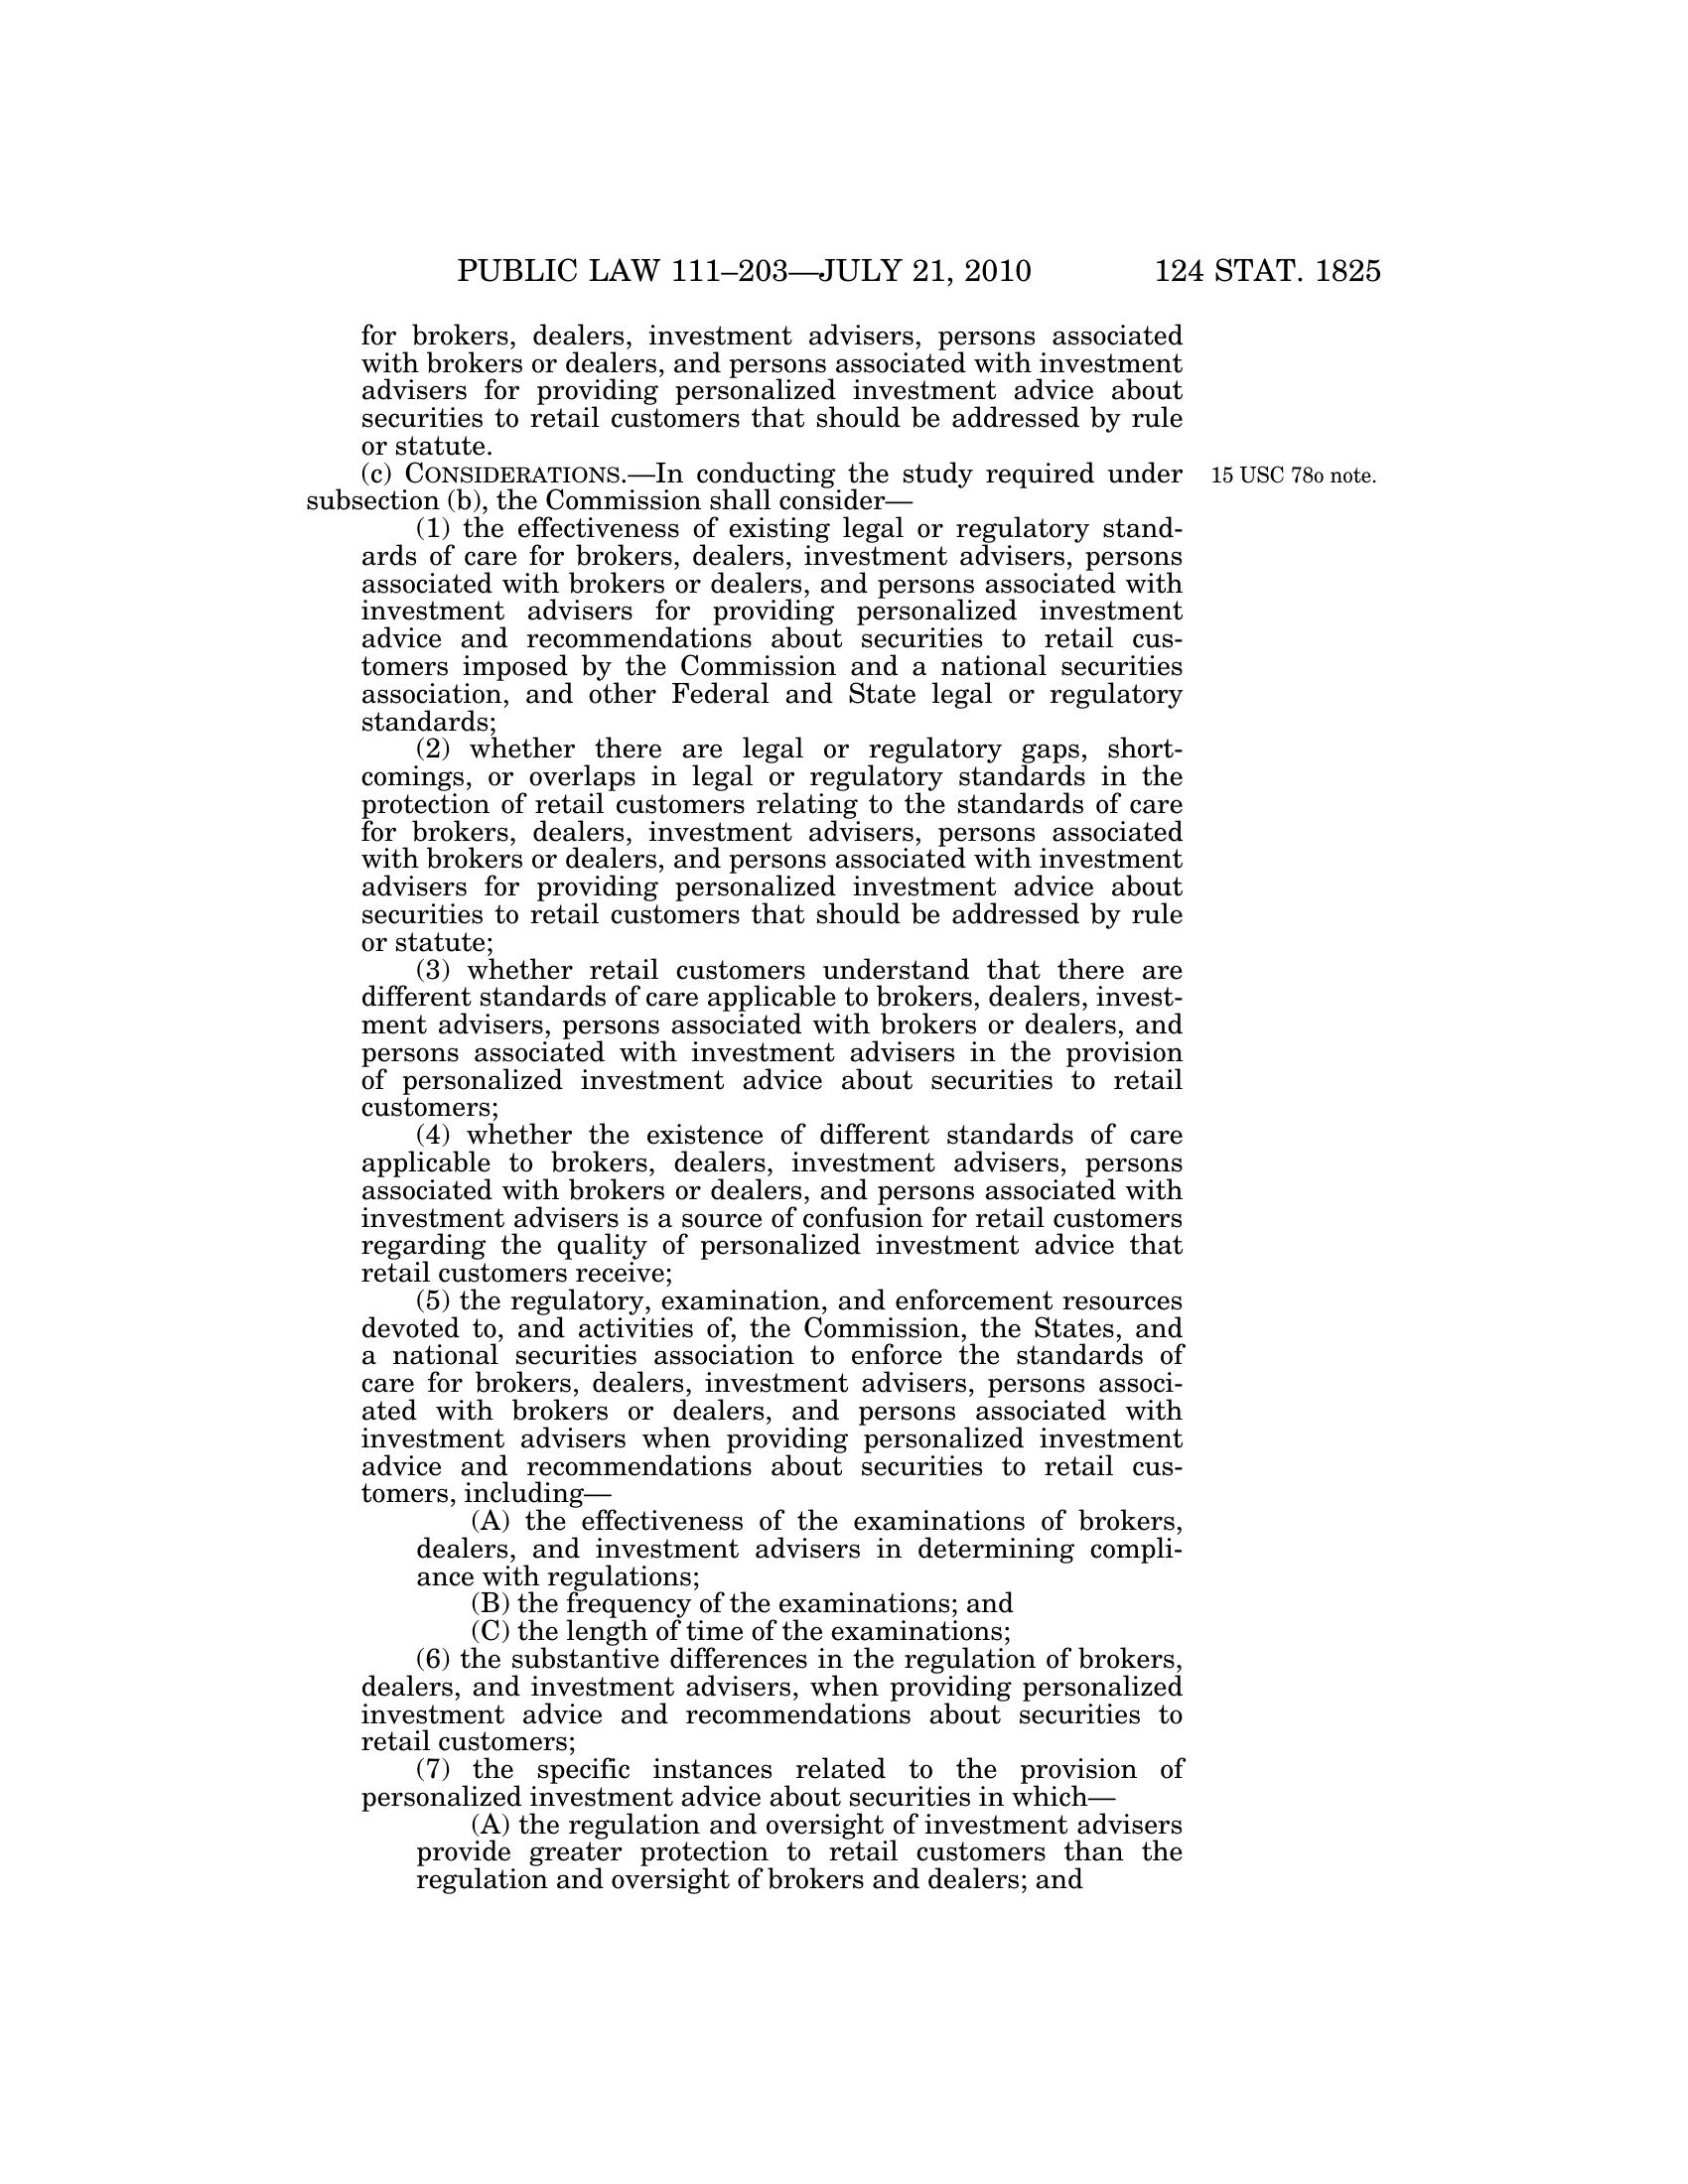 PUBLIC LAW 111–203—JULY 21, 2010 124 STAT. 1825
for brokers, dealers, investment advisers, persons associated
with brokers or dealers, and persons associated with investment
advisers for providing personalized investment advice about
securities to retail customers that should be addressed by rule
or statute.
(c) CONSIDERATIONS.—In conducting the study required under
subsection (b), the Commission shall consider—
15 USC 78o note.
(1) the effectiveness of existing legal or regulatory stand-
ards of care for brokers, dealers, investment advisers, persons
associated with brokers or dealers, and persons associated with
investment advisers for providing personalized investment
advice and recommendations about securities to retail cus-
tomers imposed by the Commission and a national securities
association, and other Federal and State legal or regulatory
standards;
(2) whether there are legal or regulatory gaps, short-
comings, or overlaps in legal or regulatory standards in the
protection of retail customers relating to the standards of care
for brokers, dealers, investment advisers, persons associated
with brokers or dealers, and persons associated with investment
advisers for providing personalized investment advice about
securities to retail customers that should be addressed by rule
or statute;
(3) whether retail customers understand that there are
different standards of care applicable to brokers, dealers, invest-
ment advisers, persons associated with brokers or dealers, and
persons associated with investment advisers in the provision
of personalized investment advice about securities to retail
customers;
(4) whether the existence of different standards of care
applicable to brokers, dealers, investment advisers, persons
associated with brokers or dealers, and persons associated with
investment advisers is a source of confusion for retail customers
regarding the quality of personalized investment advice that
retail customers receive;
(5) the regulatory, examination, and enforcement resources
devoted to, and activities of, the Commission, the States, and
a national securities association to enforce the standards of
care for brokers, dealers, investment advisers, persons associ-
ated with brokers or dealers, and persons associated with
investment advisers when providing personalized investment
advice and recommendations about securities to retail cus-
tomers, including—
(A) the effectiveness of the examinations of brokers,
dealers, and investment advisers in determining compli-
ance with regulations;
(B) the frequency of the examinations; and
(C) the length of time of the examinations;
(6) the substantive differences in the regulation of brokers,
dealers, and investment advisers, when providing personalized
investment advice and recommendations about securities to
retail customers;
(7) the specific instances related to the provision of
personalized investment advice about securities in which—
(A) the regulation and oversight of investment advisers
provide greater protection to retail customers than the
regulation and oversight of brokers and dealers; and